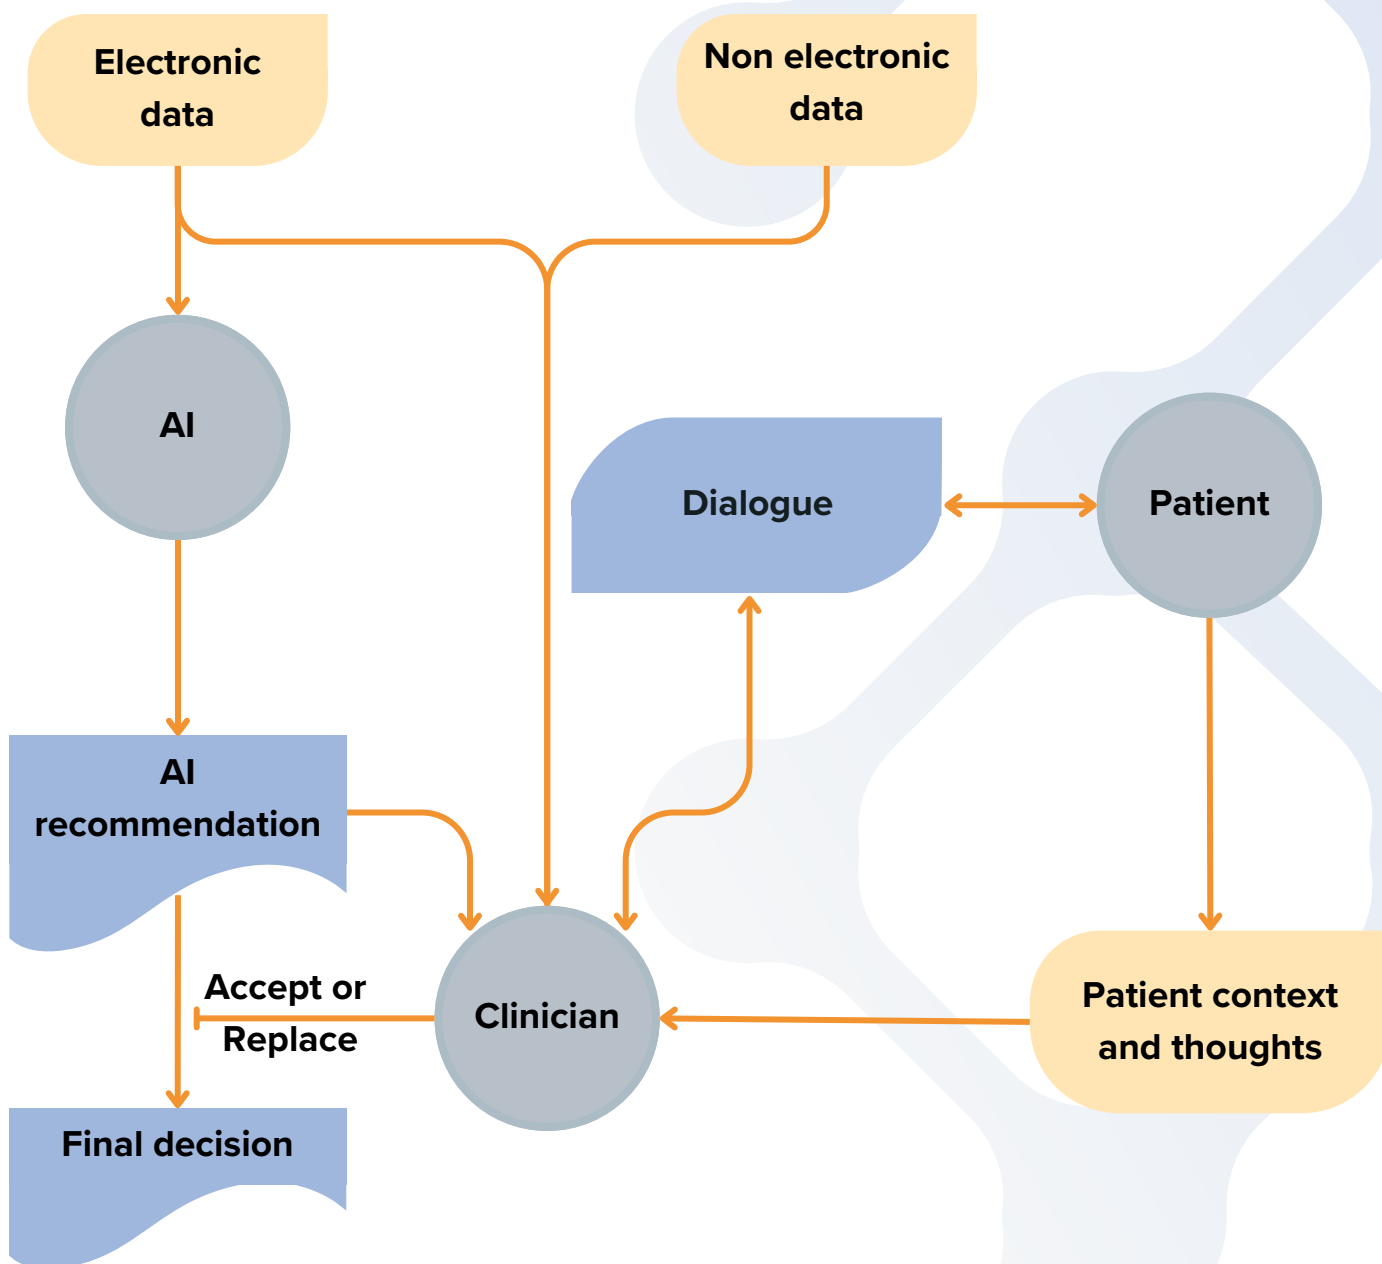 Electronic
data
Non electronic
data
AI
Dialogue
Patient
AI
recommendation
Accept or
Replace
Clinician
Patient context
and thoughts
Final decision